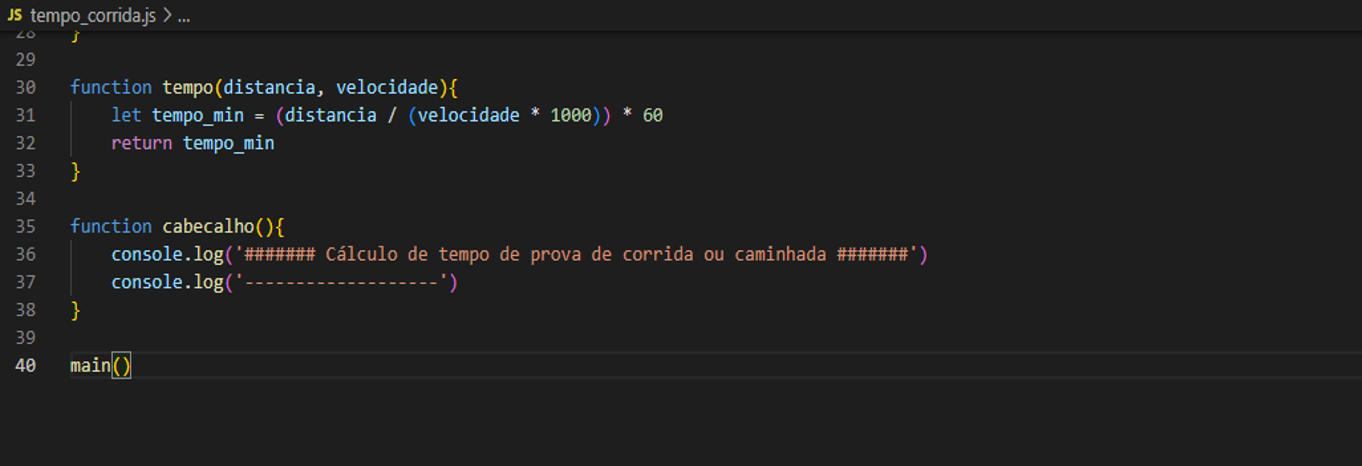 JS tempo_corrida.js > ...
28 }
29
30 function tempo(distancia, velocidade){
31 let tempo_min = (distancia / (velocidade * 1000)) * 60
32 return tempo_min
33 }
34
35 function cabecalho(){
36 console.log('####### Cálculo de tempo de prova de corrida ou caminhada #######')
37 console.log('-------------------')
38 }
39
40 main()